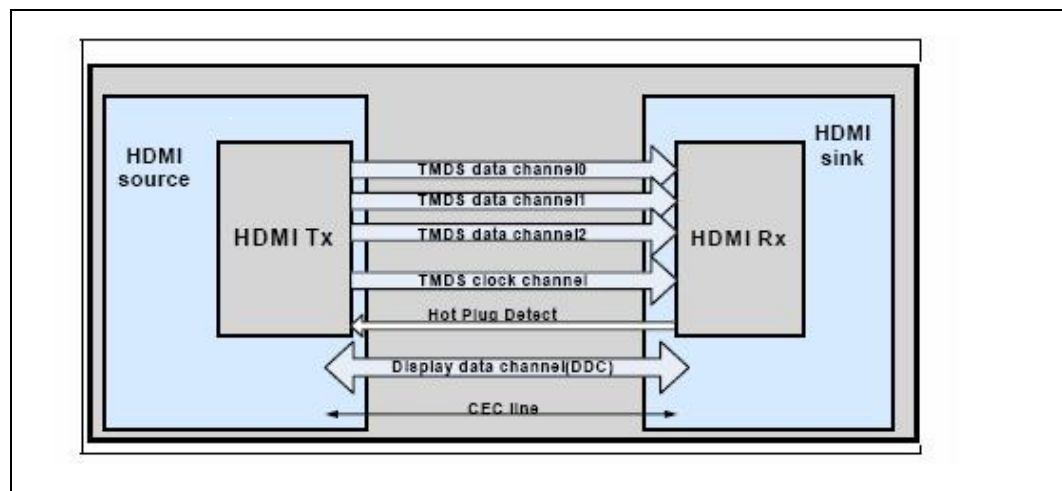 HDMI
source
HDMI Tx
TMDS data channel0
TMDS data channel1
TMDS data channel2
TMDS clock channel
Hot Plug Detect
Display data channel(DDC)
CEC line
HDMI Rx
HDMI
sink